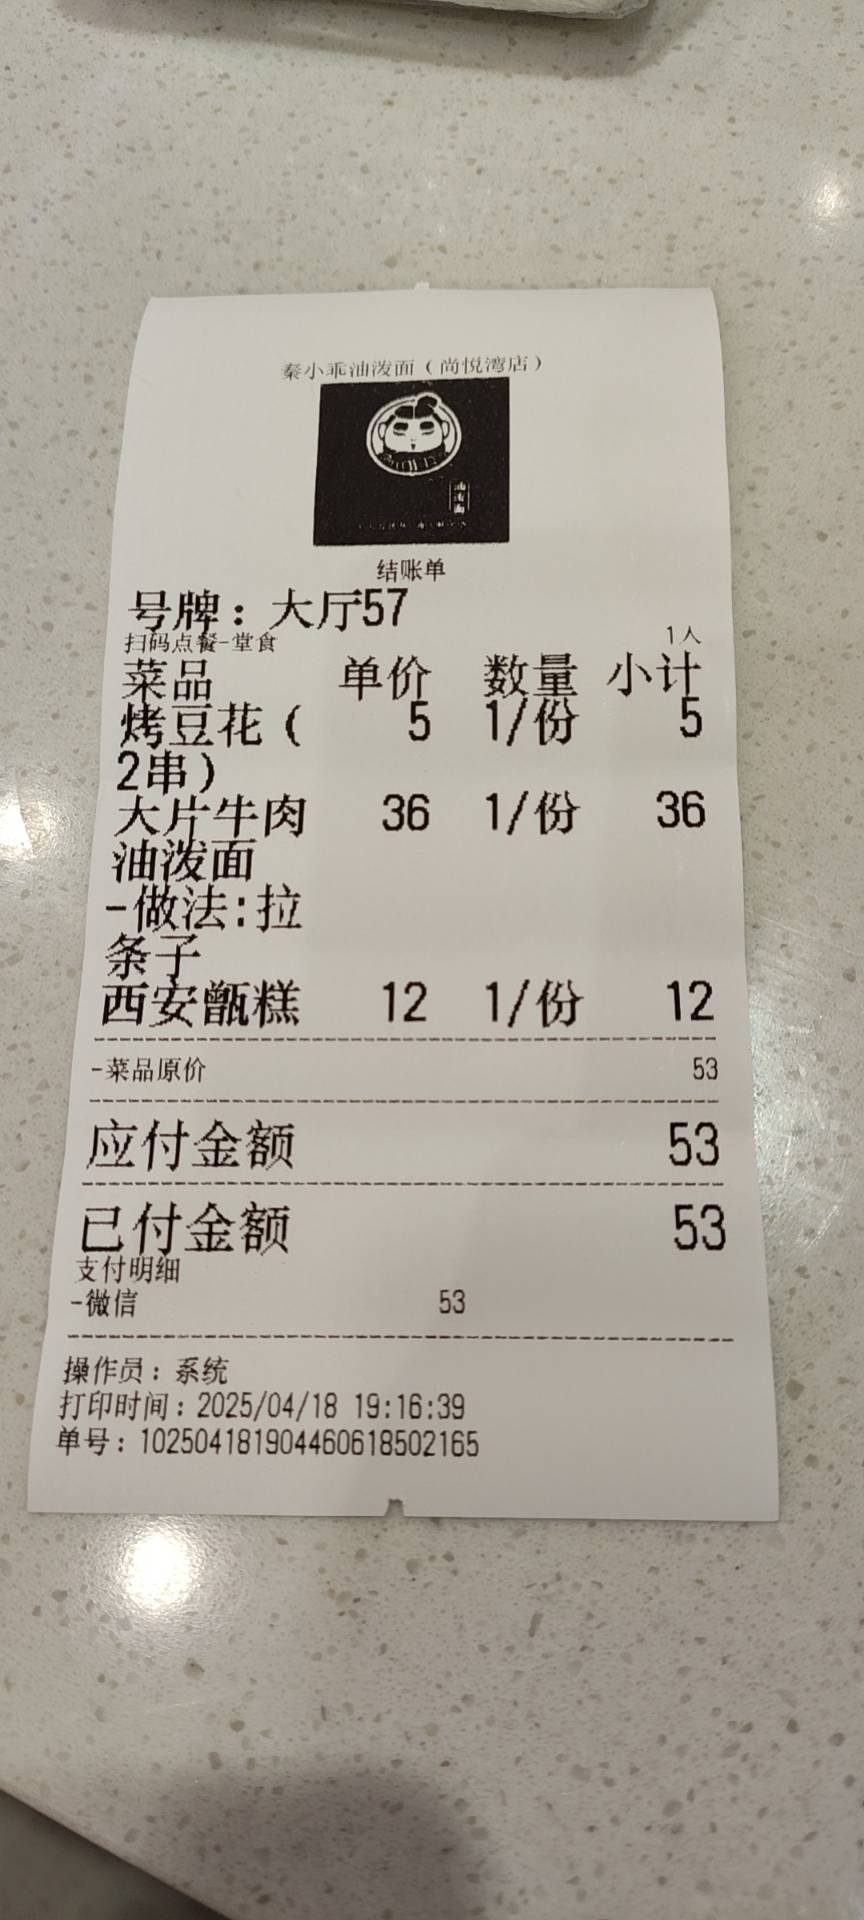 秦小乖油泼面（尚悦湾店）
油泼面
结账单
号牌：大厅57
扫码点餐-堂食 1人
菜品 单价 数量 小计
烤豆花（ 5 1/份 5
2串）
大片牛肉 36 1/份 36
油泼面
-做法:拉
条子
西安甑糕 12 1/份 12
-菜品原价 53
应付金额 53
已付金额 53
支付明细
-微信 53
操作员：系统
打印时间：2025/04/18 19:16:39
单号：102504181904460618502165